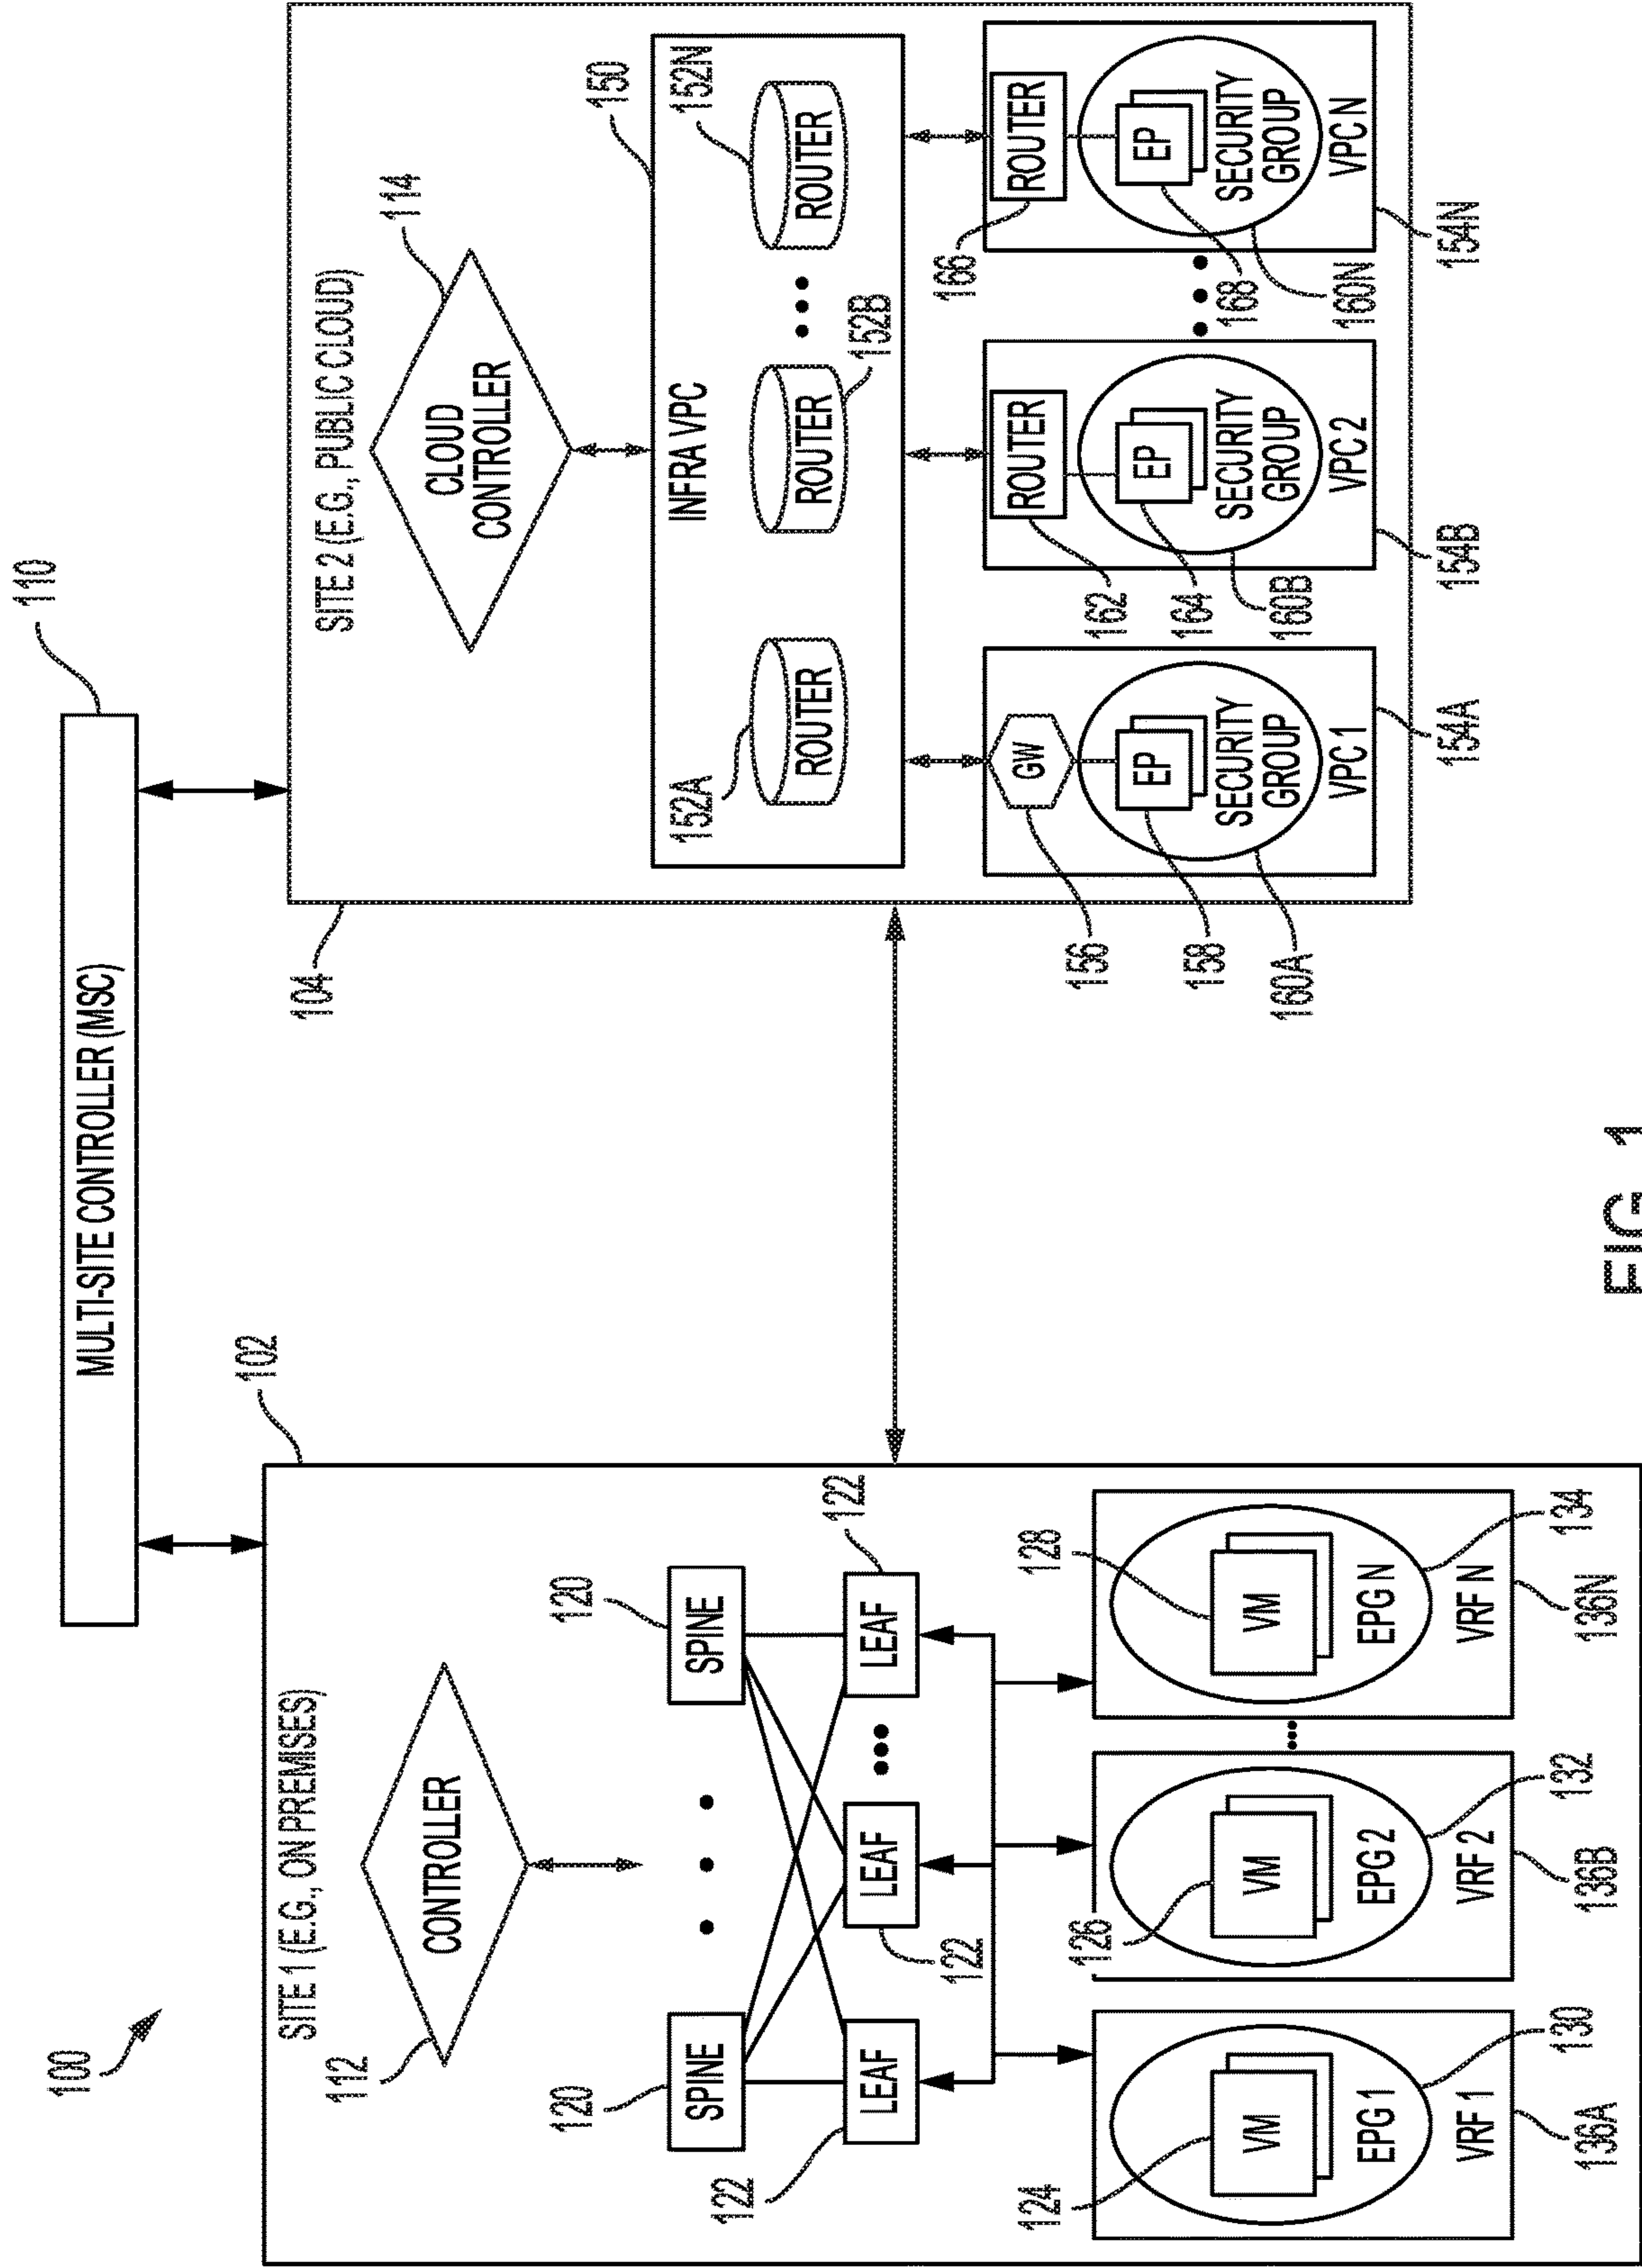 100
MULTI-SITE CONTROLLER (MSC)
110
102
SITE 1 (E.G., ON PREMISES)
112
CONTROLLER
120
SPINE
120
SPINE
122
LEAF
122
LEAF
122
LEAF
124
VM
EPG 1
130
VRF 1
136A
126
VM
EPG 2
132
VRF 2
136B
128
VM
EPG N
134
VRF N
136N
104
SITE 2 (E.G., PUBLIC CLOUD)
114
CLOUD
CONTROLLER
150
INFRA VPC
152A
ROUTER
152B
ROUTER
152N
ROUTER
156
GW
158
EP
SECURITY
GROUP
160A
VPC 1
154A
162
ROUTER
164
EP
SECURITY
GROUP
160B
VPC 2
154B
166
ROUTER
168
EP
SECURITY
GROUP
160N
VPC N
154N
FIG. 1